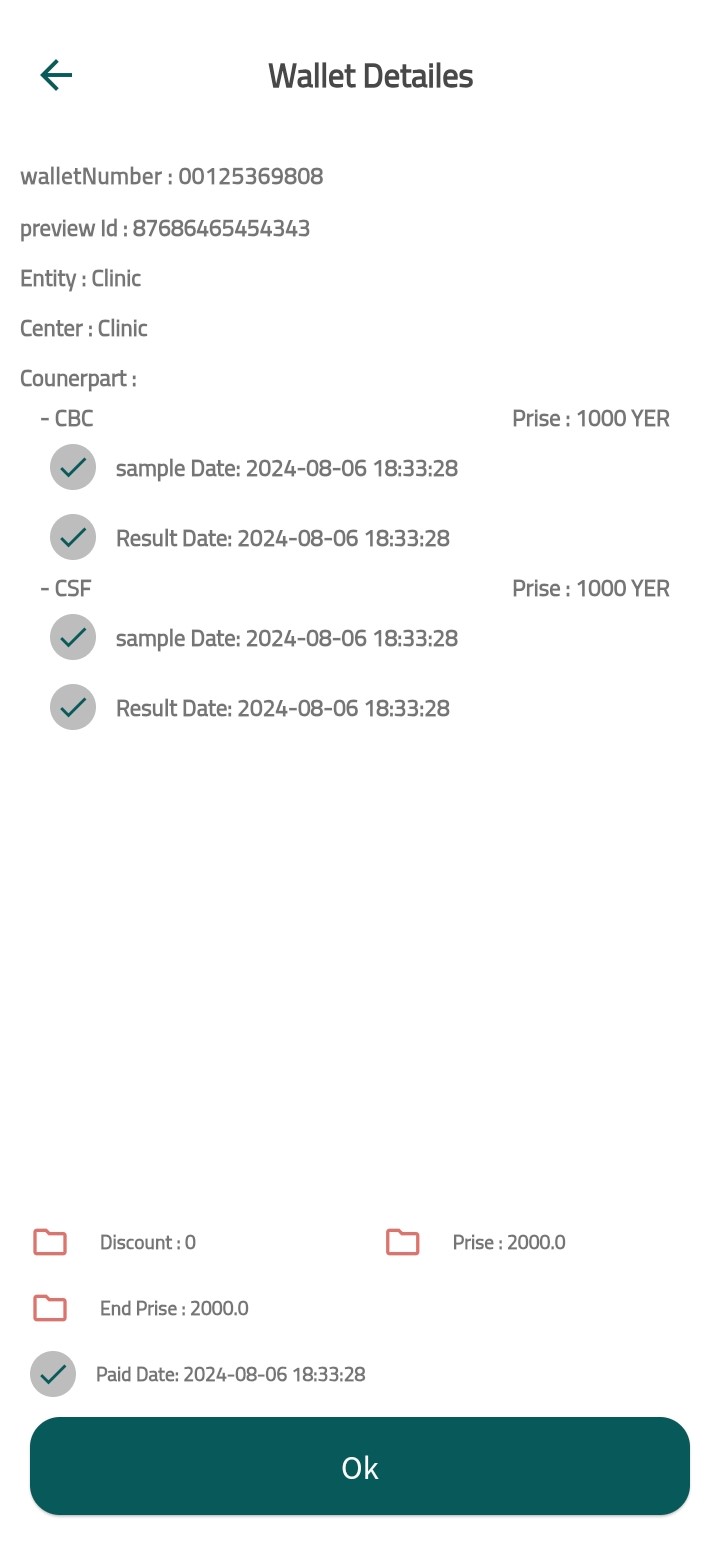 Wallet Detailes
walletNumber : 00125369808
preview Id : 87686465454343
Entity : Clinic
Center : Clinic
Counerpart :
- CBC Prise : 1000 YER
sample Date: 2024-08-06 18:33:28
Result Date: 2024-08-06 18:33:28
- CSF Prise : 1000 YER
sample Date: 2024-08-06 18:33:28
Result Date: 2024-08-06 18:33:28
Discount : 0 Prise : 2000.0
End Prise : 2000.0
Paid Date: 2024-08-06 18:33:28
Ok